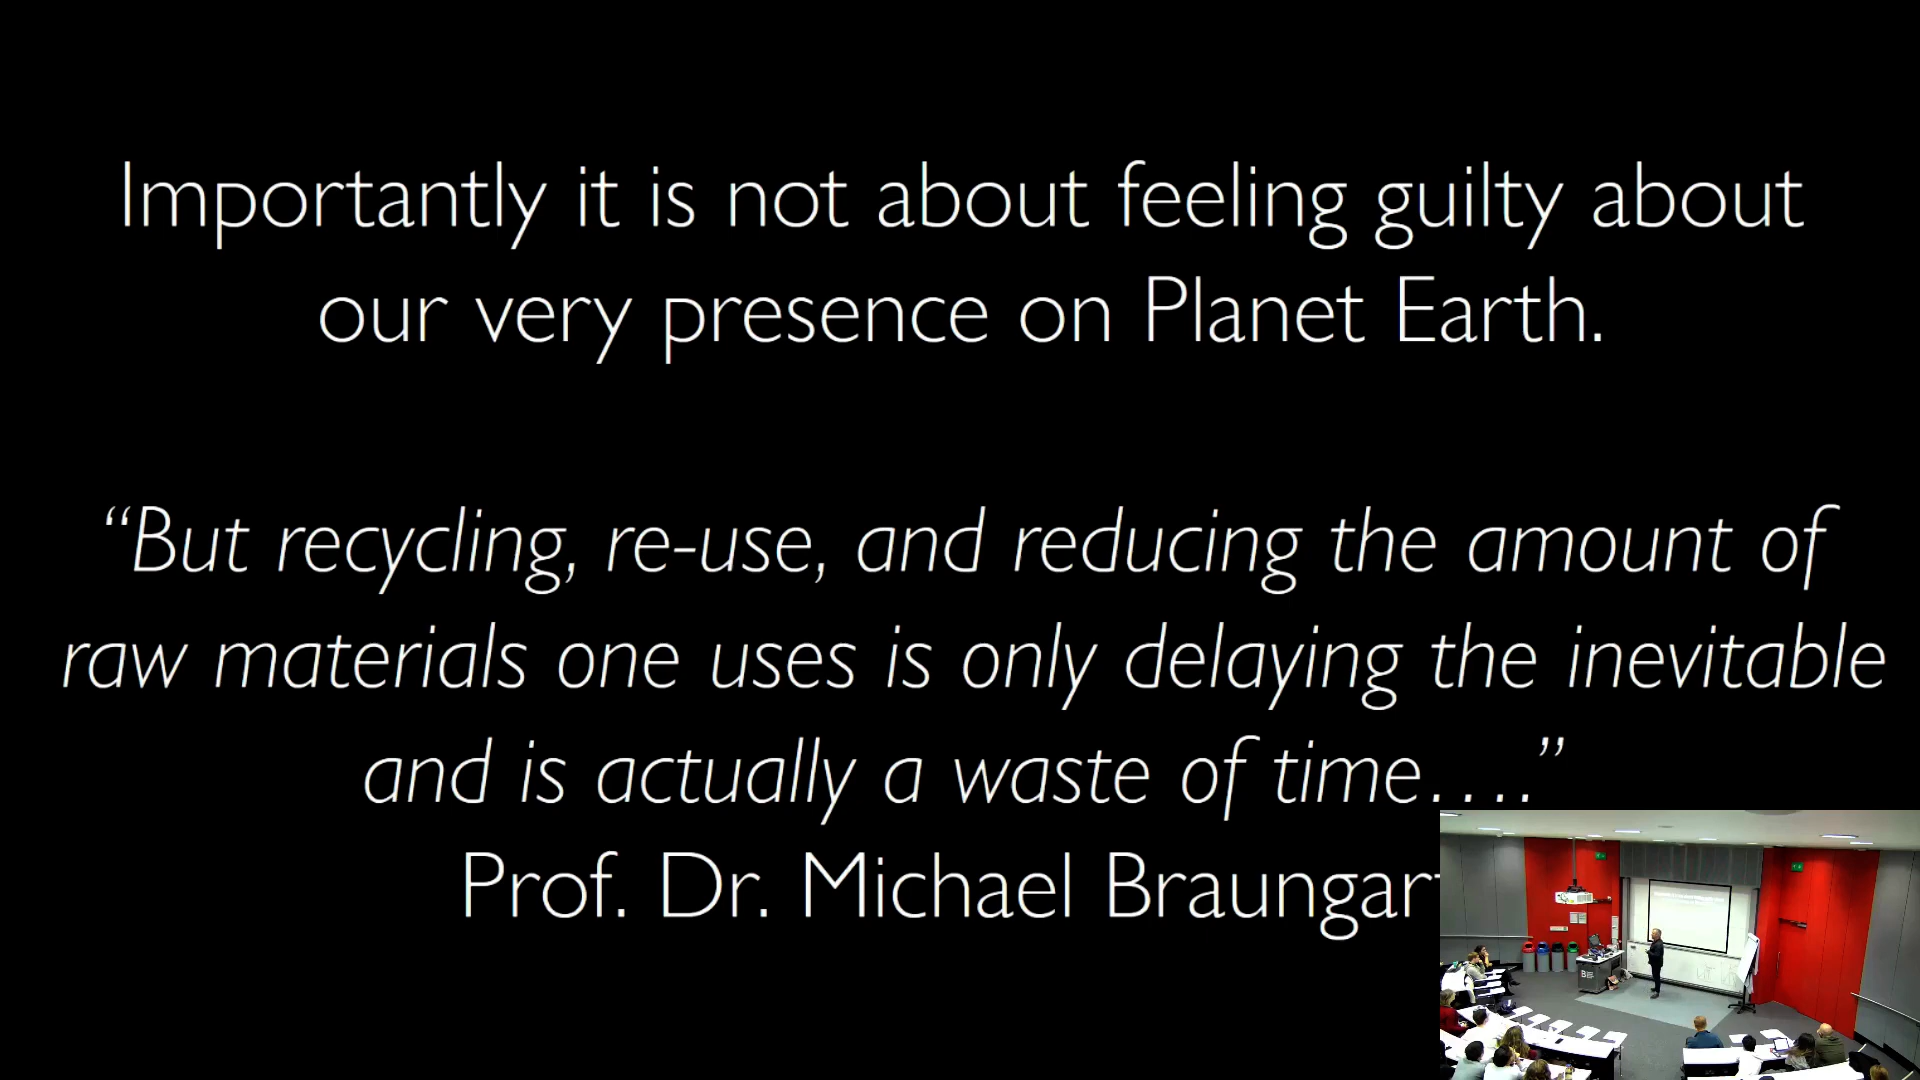 Importantly it is not about feeling guilty about
our very presence on Planet Earth.
“But recycling, re-use, and reducing the amount of
raw materials one uses is only delaying the inevitable
and is actually a waste of time….”
Prof. Dr. Michael Braungar